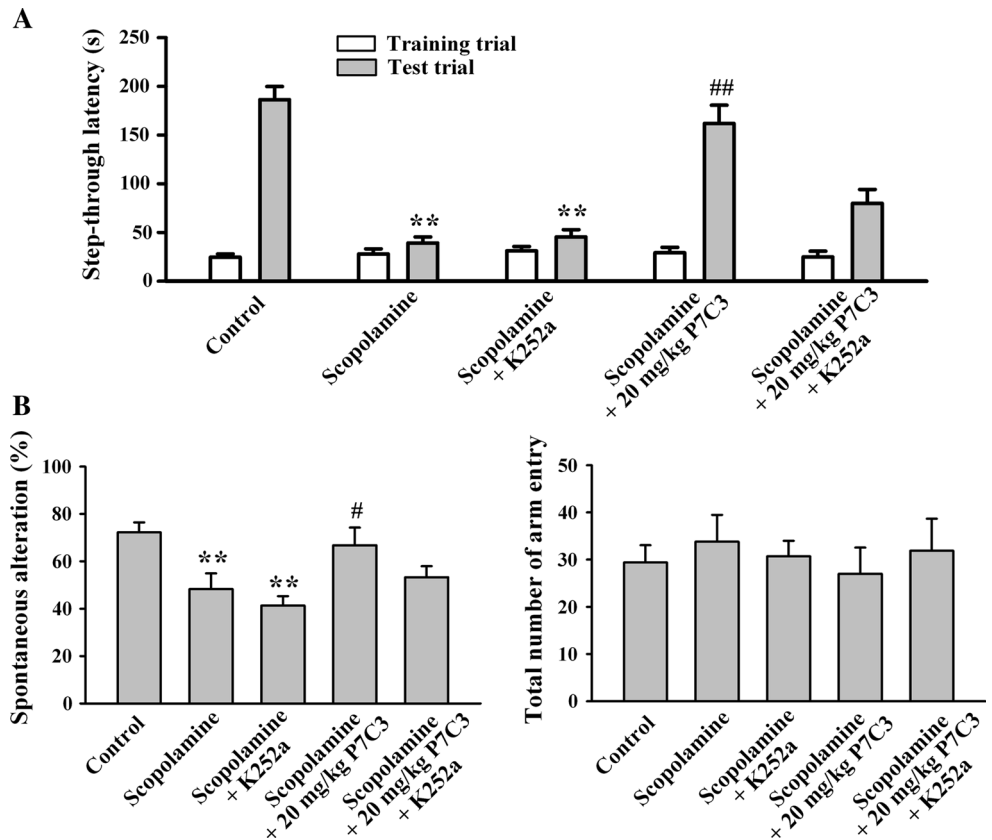 A
Step-through latency (s)
250
200
150
100
50
0
Training trial
Test trial
**
**
##
Control
Scopolamine
Scopolamine
+ K252a
Scopolamine
+ 20 mg/kg P7C3
Scopolamine
+ 20 mg/kg P7C3
+ K252a
B
Spontaneous alteration (%)
100
80
60
40
20
0
**
**
#
Control
Scopolamine
Scopolamine
+ K252a
Scopolamine
+ 20 mg/kg P7C3
Scopolamine
+ 20 mg/kg P7C3
+ K252a
Total number of arm entry
50
40
30
20
10
0
Control
Scopolamine
Scopolamine
+ K252a
Scopolamine
+ 20 mg/kg P7C3
Scopolamine
+ 20 mg/kg P7C3
+ K252a